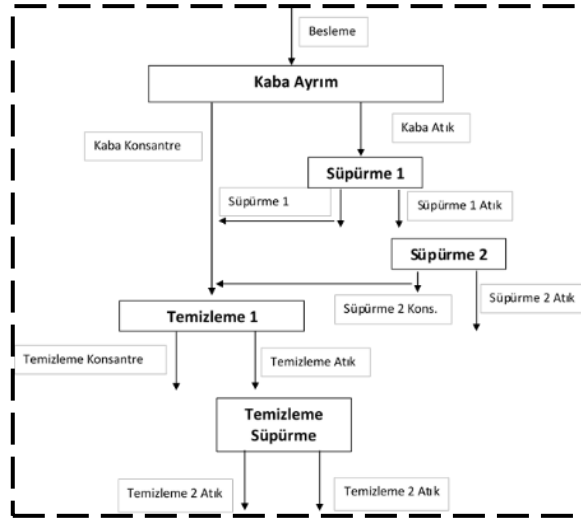 Besleme
Kaba Ayrım
Kaba Konsantre
Kaba Atık
Süpürme 1
Süpürme 1
Süpürme 1 Atık
Süpürme 2
Süpürme 2 Kons.
Süpürme 2 Atık
Temizleme 1
Temizleme Konsantre
Temizleme Atık
Temizleme
Süpürme
Temizleme 2 Atık
Temizleme 2 Atık